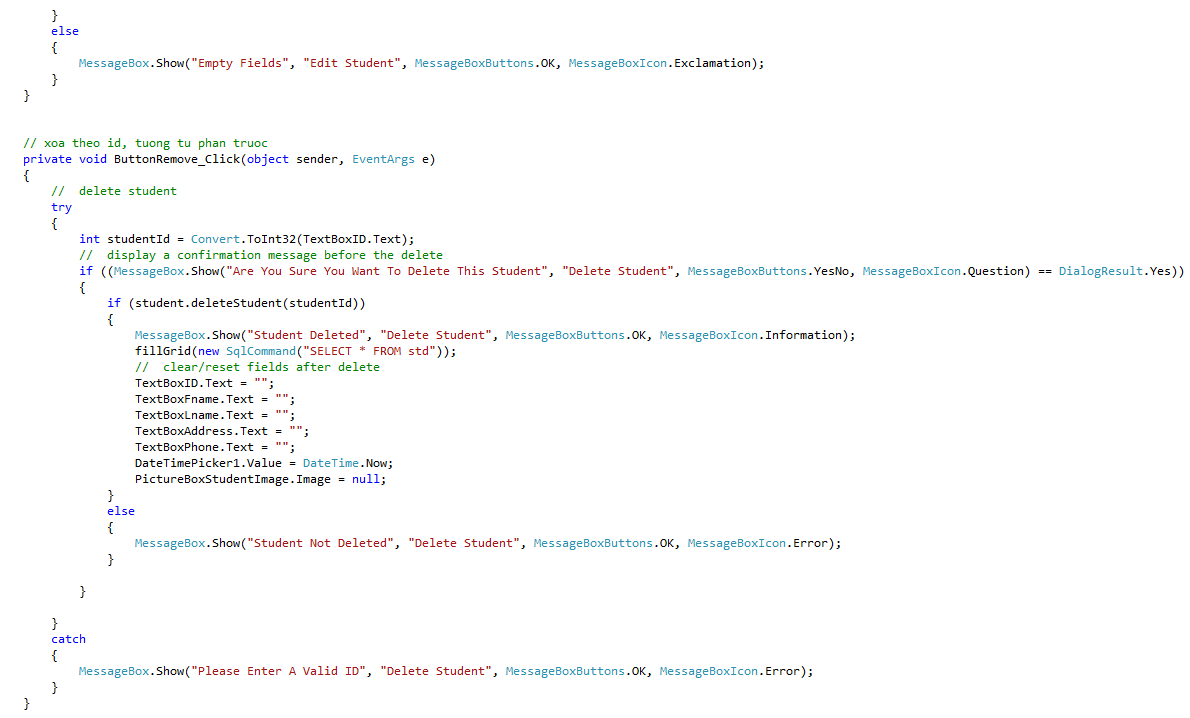 }
else
{
MessageBox.Show("Empty Fields", "Edit Student", MessageBoxButtons.OK, MessageBoxIcon.Exclamation);
}
}
// xoa theo id, tuong tu phan truoc
private void ButtonRemove_Click(object sender, EventArgs e)
{
//  delete student
try
{
int studentId = Convert.ToInt32(TextBoxID.Text);
//  display a confirmation message before the delete
if ((MessageBox.Show("Are You Sure You Want To Delete This Student", "Delete Student", MessageBoxButtons.YesNo, MessageBoxIcon.Question) == DialogResult.Yes))
{
if (student.deleteStudent(studentId))
{
MessageBox.Show("Student Deleted", "Delete Student", MessageBoxButtons.OK, MessageBoxIcon.Information);
fillGrid(new SqlCommand("SELECT * FROM std"));
//  clear/reset fields after delete
TextBoxID.Text = "";
TextBoxFname.Text = "";
TextBoxLname.Text = "";
TextBoxAddress.Text = "";
TextBoxPhone.Text = "";
DateTimePicker1.Value = DateTime.Now;
PictureBoxStudentImage.Image = null;
}
else
{
MessageBox.Show("Student Not Deleted", "Delete Student", MessageBoxButtons.OK, MessageBoxIcon.Error);
}
}
}
catch
{
MessageBox.Show("Please Enter A Valid ID", "Delete Student", MessageBoxButtons.OK, MessageBoxIcon.Error);
}
}